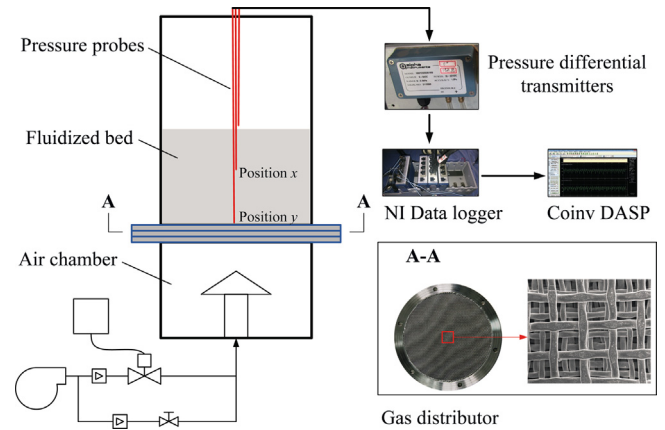 Pressure probes
Pressure differential
transmitters
Fluidized bed
Position x
Position y
A
A
NI Data logger
Coinv DASP
Air chamber
A-A
Gas distributor